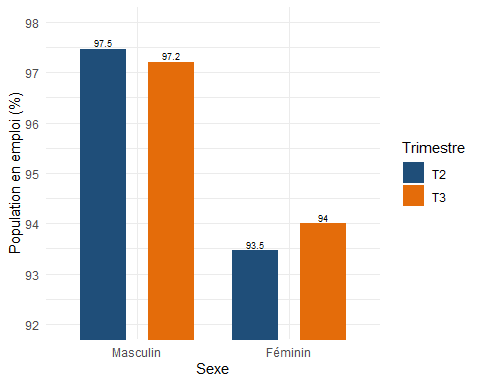 98
97
96
95
94
93
92
Population en emploi (%)
97.5
97.2
93.5
94
Masculin
Féminin
Sexe
Trimestre
T2
T3